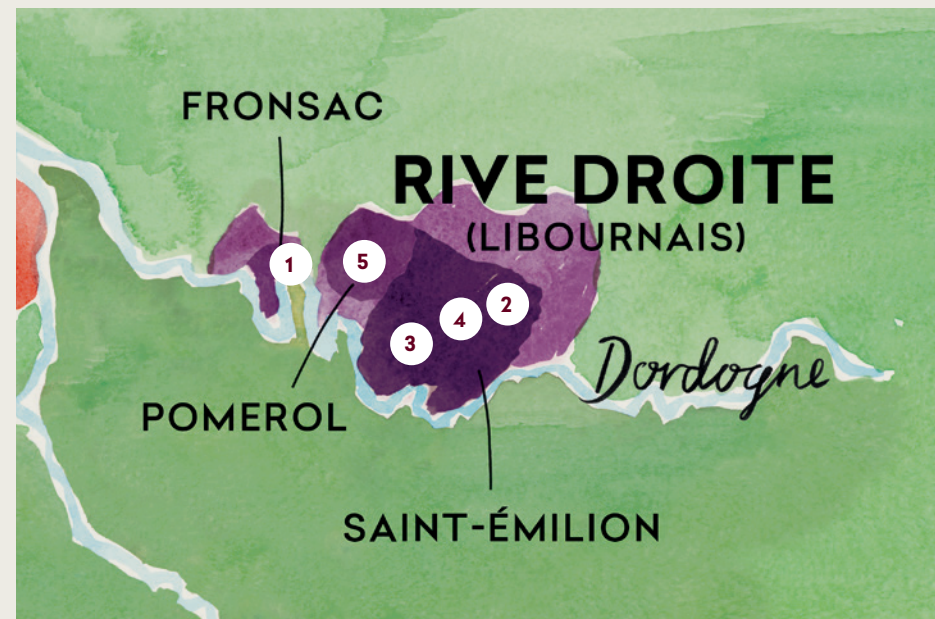 FRONSAC
RIVE DROITE
(LIBOURNAIS)
1
5
2
4
3
Dordogne
POMEROL
SAINT-ÉMILION